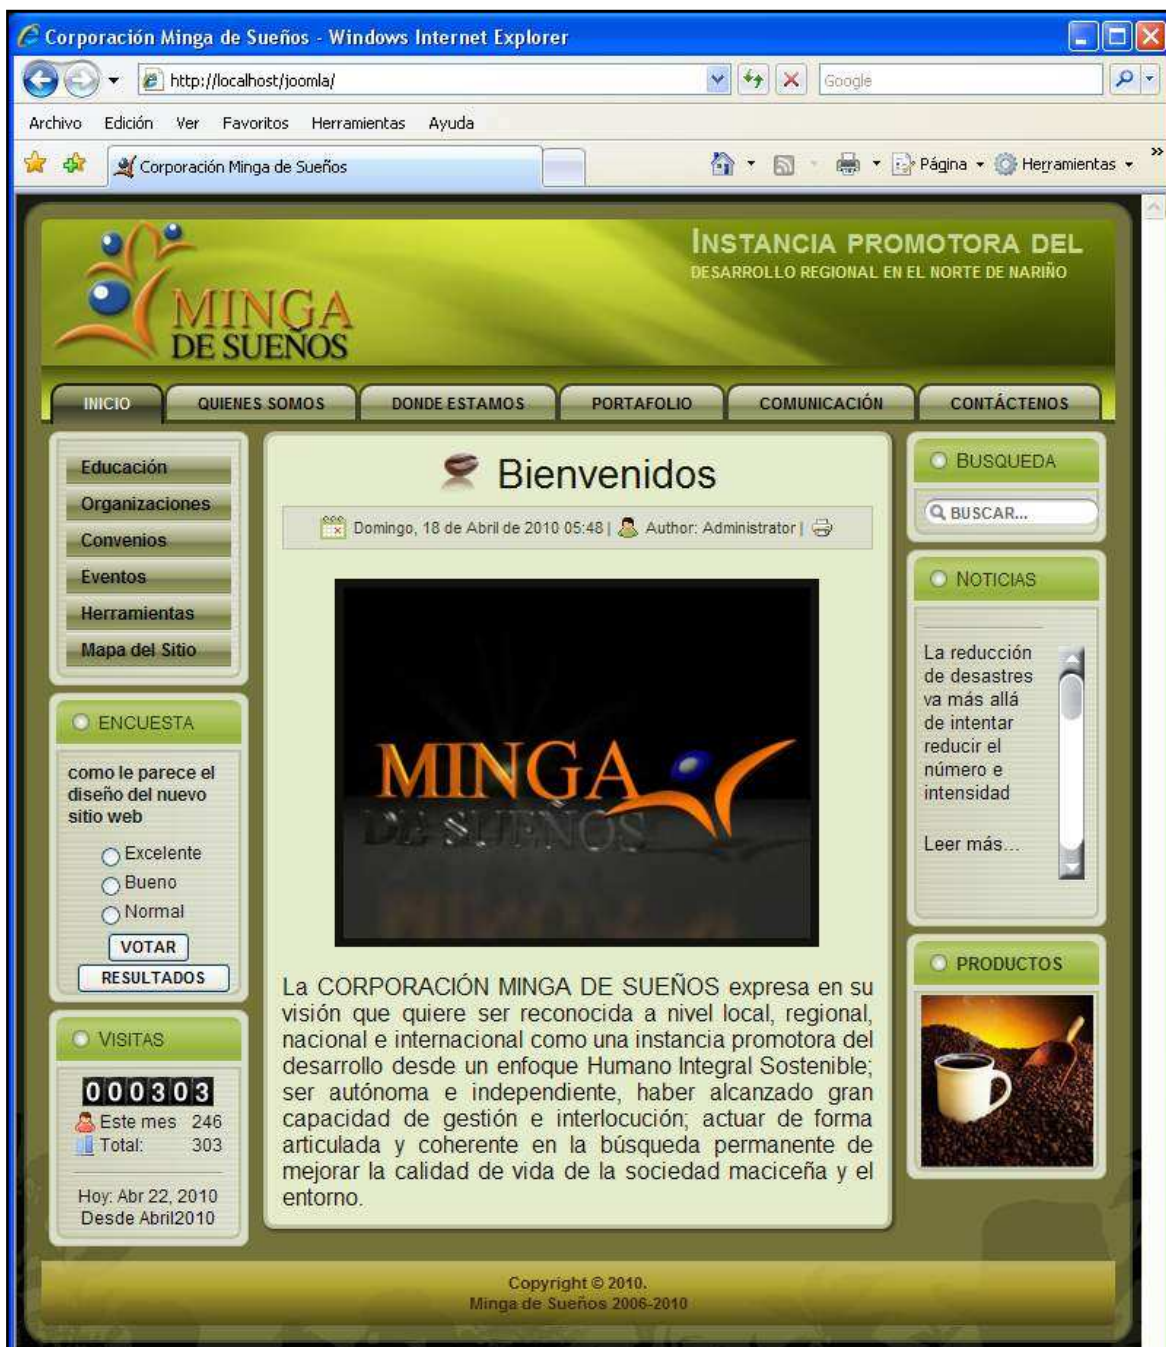 Corporación Minga de Sueños - Windows Internet Explorer
http://localhost/joomla/
Google
Archivo Edición Ver Favoritos Herramientas Ayuda
Corporación Minga de Sueños
Página Herramientas
MINGA
DE SUEÑOS
INSTANCIA PROMOTORA DEL
DESARROLLO REGIONAL EN EL NORTE DE NARIÑO
INICIO QUIENES SOMOS DONDE ESTAMOS PORTAFOLIO COMUNICACIÓN CONTÁCTENOS
Educación
Organizaciones
Convenios
Eventos
Herramientas
Mapa del Sitio
ENCUESTA
como le parece el
diseño del nuevo
sitio web
Excelente
Bueno
Normal
VOTAR
RESULTADOS
VISITAS
000303
Este mes 246
Total: 303
Hoy: Abr 22, 2010
Desde Abril2010
Bienvenidos
Domingo, 18 de Abril de 2010 05:48 | Author: Administrator |
MINGA
DE SUEÑOS
La CORPORACIÓN MINGA DE SUEÑOS expresa en su
visión que quiere ser reconocida a nivel local, regional,
nacional e internacional como una instancia promotora del
desarrollo desde un enfoque Humano Integral Sostenible;
ser autónoma e independiente, haber alcanzado gran
capacidad de gestión e interlocución; actuar de forma
articulada y coherente en la búsqueda permanente de
mejorar la calidad de vida de la sociedad maciceña y el
entorno.
BUSQUEDA
BUSCAR...
NOTICIAS
La reducción
de desastres
va más allá
de intentar
reducir el
número e
intensidad
Leer más...
PRODUCTOS
Copyright © 2010.
Minga de Sueños 2006-2010